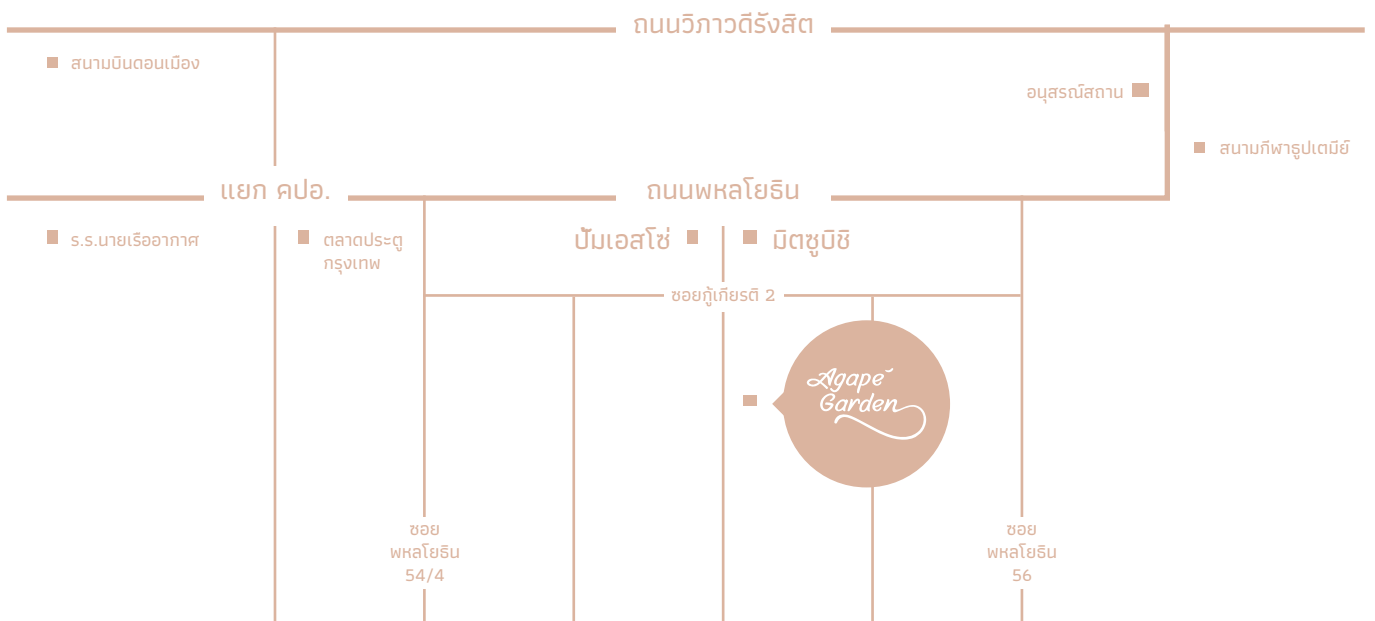 ถนนวิภาวดีรังสิต
สนามบินดอนเมือง
อนุสรณ์สถาน
สนามกีฬาธูปเตมีย์
แยก คปอ.
ถนนพหลโยธิน
ร.ร.นายเรืออากาศ
ตลาดประตู
กรุงเทพ
ปั้มเอสโซ่
มิตซูบิชิ
ซอยกู้เกียรติ 2
Agape
Garden
ซอย
พหลโยธิน
54/4
ซอย
พหลโยธิน
56